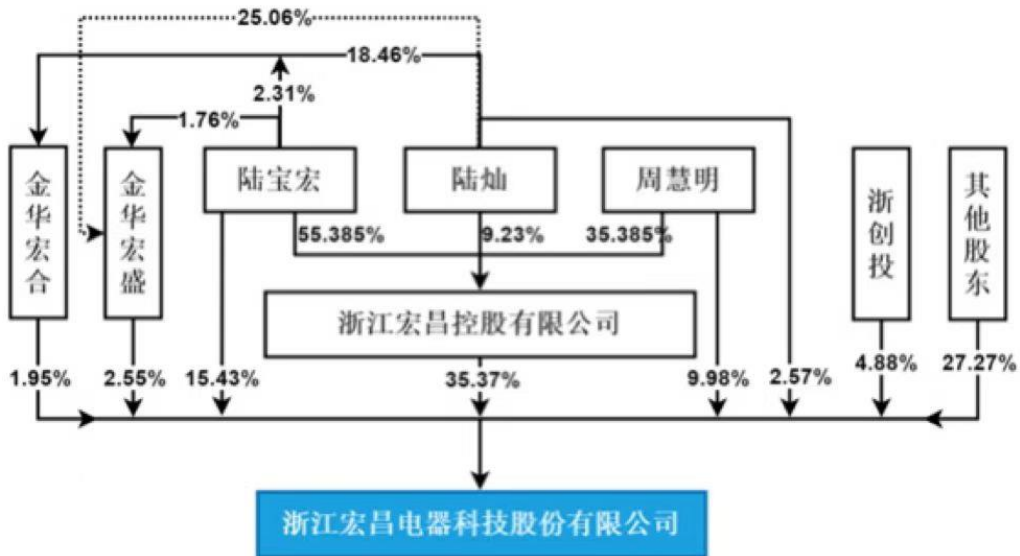 25.06%
18.46%
2.31%
1.76%
金华宏合
金华宏盛
陆宝宏
陆灿
周慧明
浙创投
其他股东
55.385%
9.23%
35.385%
浙江宏昌控股有限公司
1.95%
2.55%
15.43%
35.37%
9.98%
2.57%
4.88%
27.27%
浙江宏昌电器科技股份有限公司